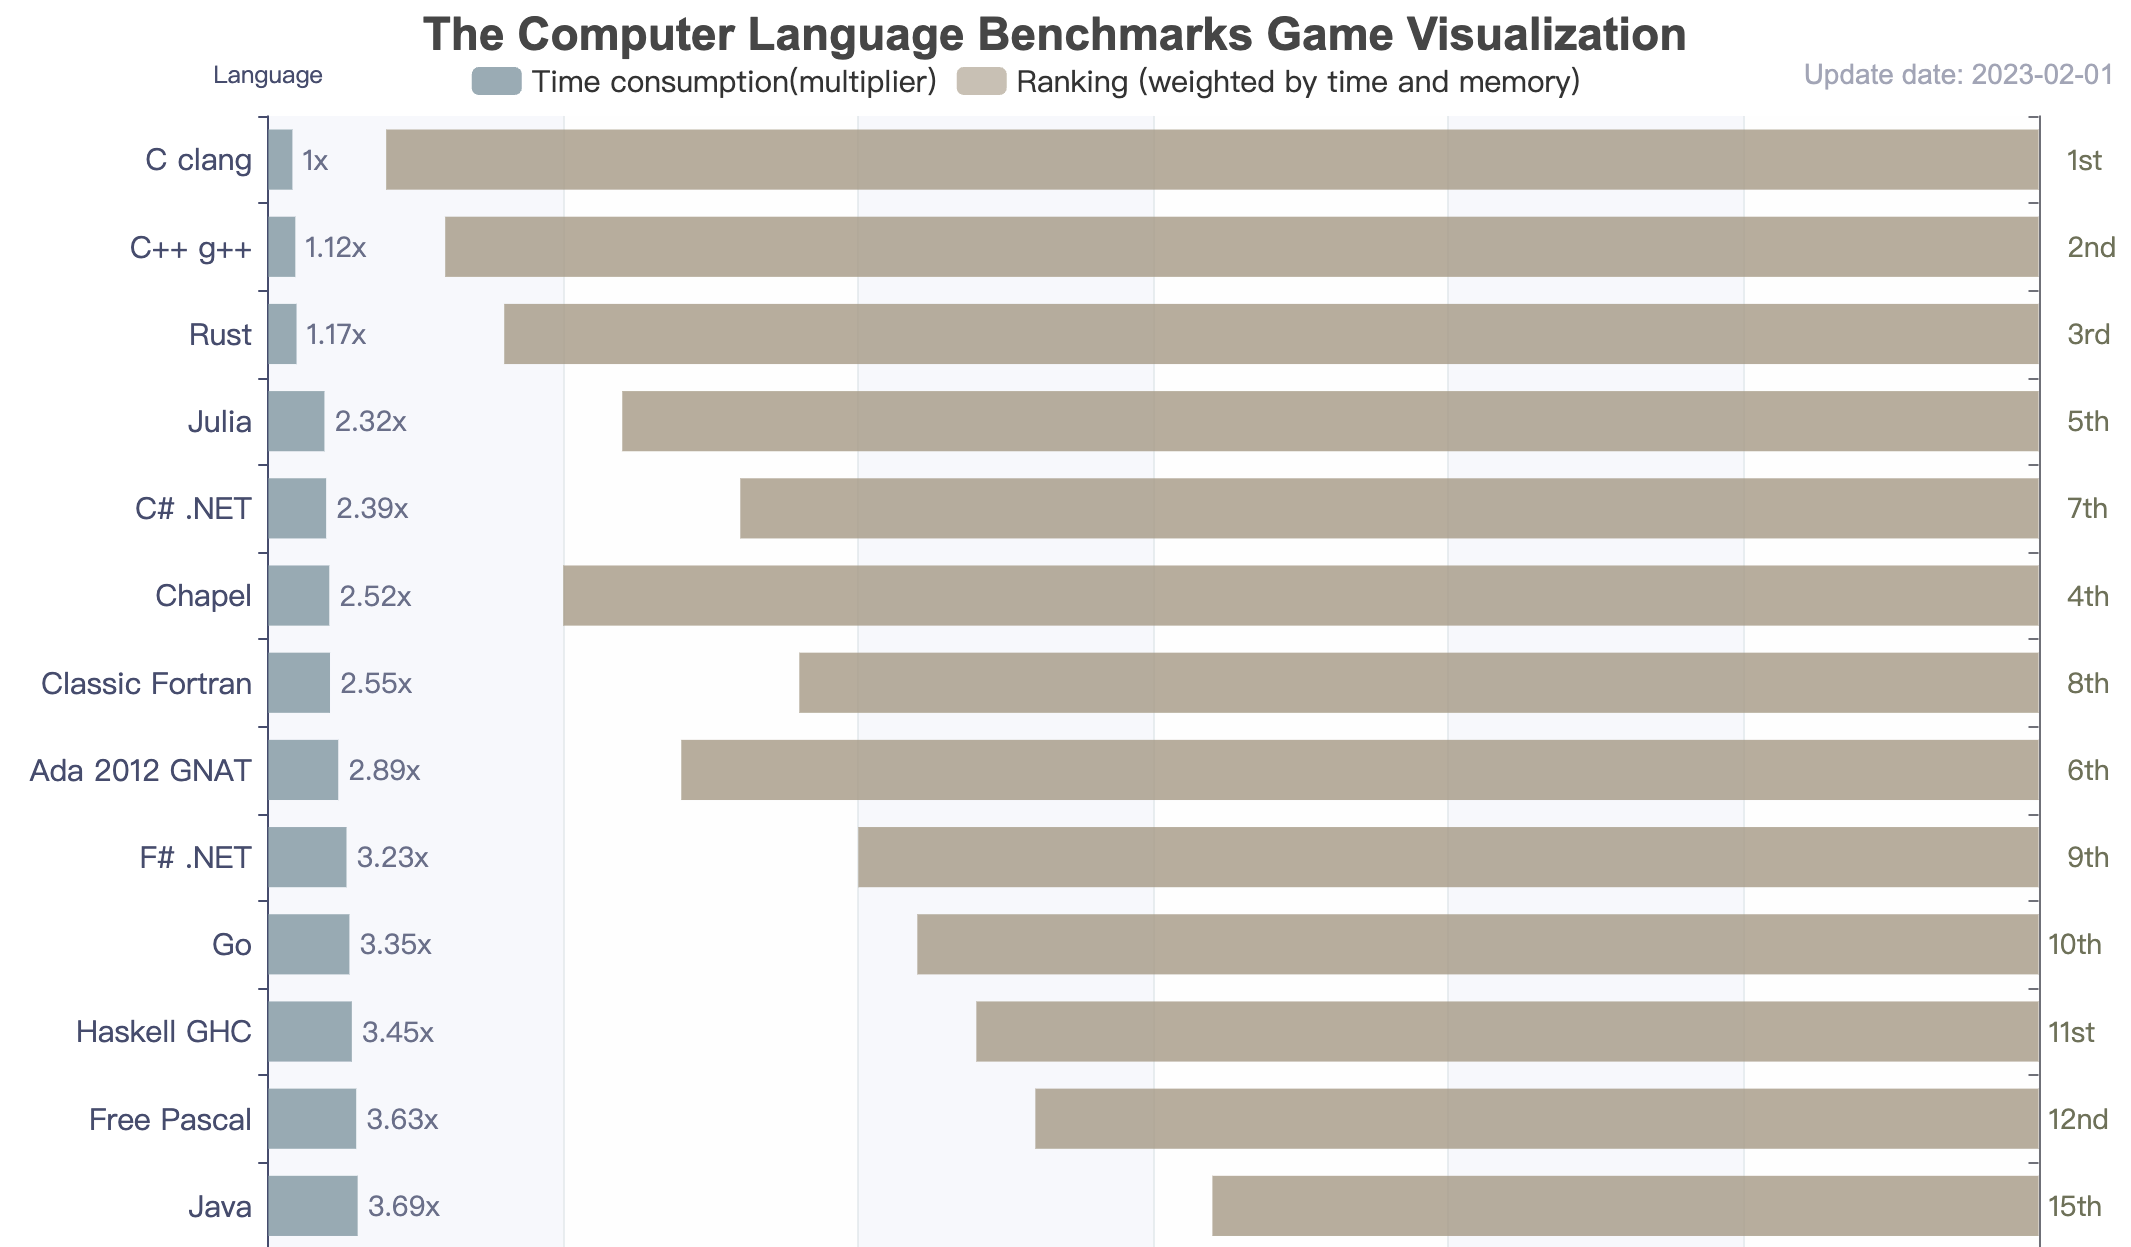 The Computer Language Benchmarks Game Visualization
Language
Time consumption(multiplier) Ranking (weighted by time and memory)
Update date: 2023-02-01
C clang 1x 1st
C++ g++ 1.12x 2nd
Rust 1.17x 3rd
Julia 2.32x 5th
C# .NET 2.39x 7th
Chapel 2.52x 4th
Classic Fortran 2.55x 8th
Ada 2012 GNAT 2.89x 6th
F# .NET 3.23x 9th
Go 3.35x 10th
Haskell GHC 3.45x 11st
Free Pascal 3.63x 12nd
Java 3.69x 15th